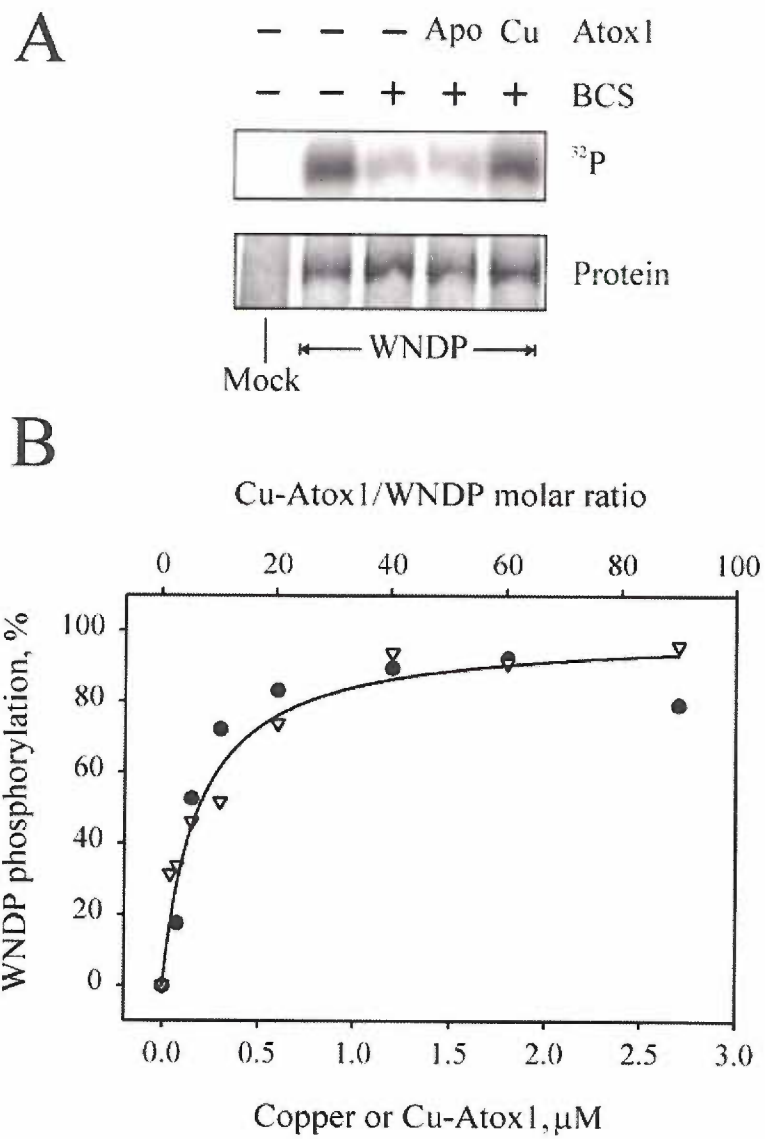 A
− − − Apo Cu Atox1
− − + + + BCS
³²P
Protein
WNDP
Mock
B
Cu-Atox1/WNDP molar ratio
0 20 40 60 80 100
WNDP phosphorylation, %
100
80
60
40
20
0
0.0 0.5 1.0 1.5 2.0 2.5 3.0
Copper or Cu-Atox1, µM